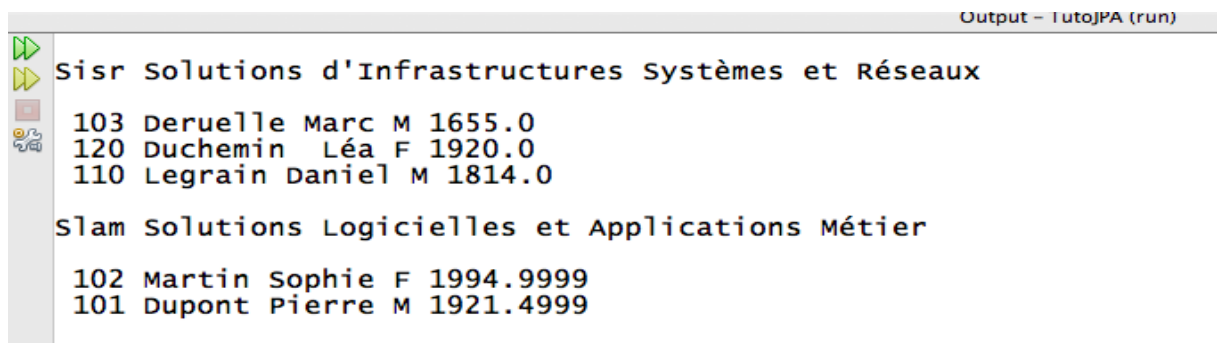 Output – TutoJPA (run)
Sisr Solutions d'Infrastructures Systèmes et Réseaux
103 Deruelle Marc M 1655.0
120 Duchemin  Léa F 1920.0
110 Legrain Daniel M 1814.0
Slam Solutions Logicielles et Applications Métier
102 Martin Sophie F 1994.9999
101 Dupont Pierre M 1921.4999